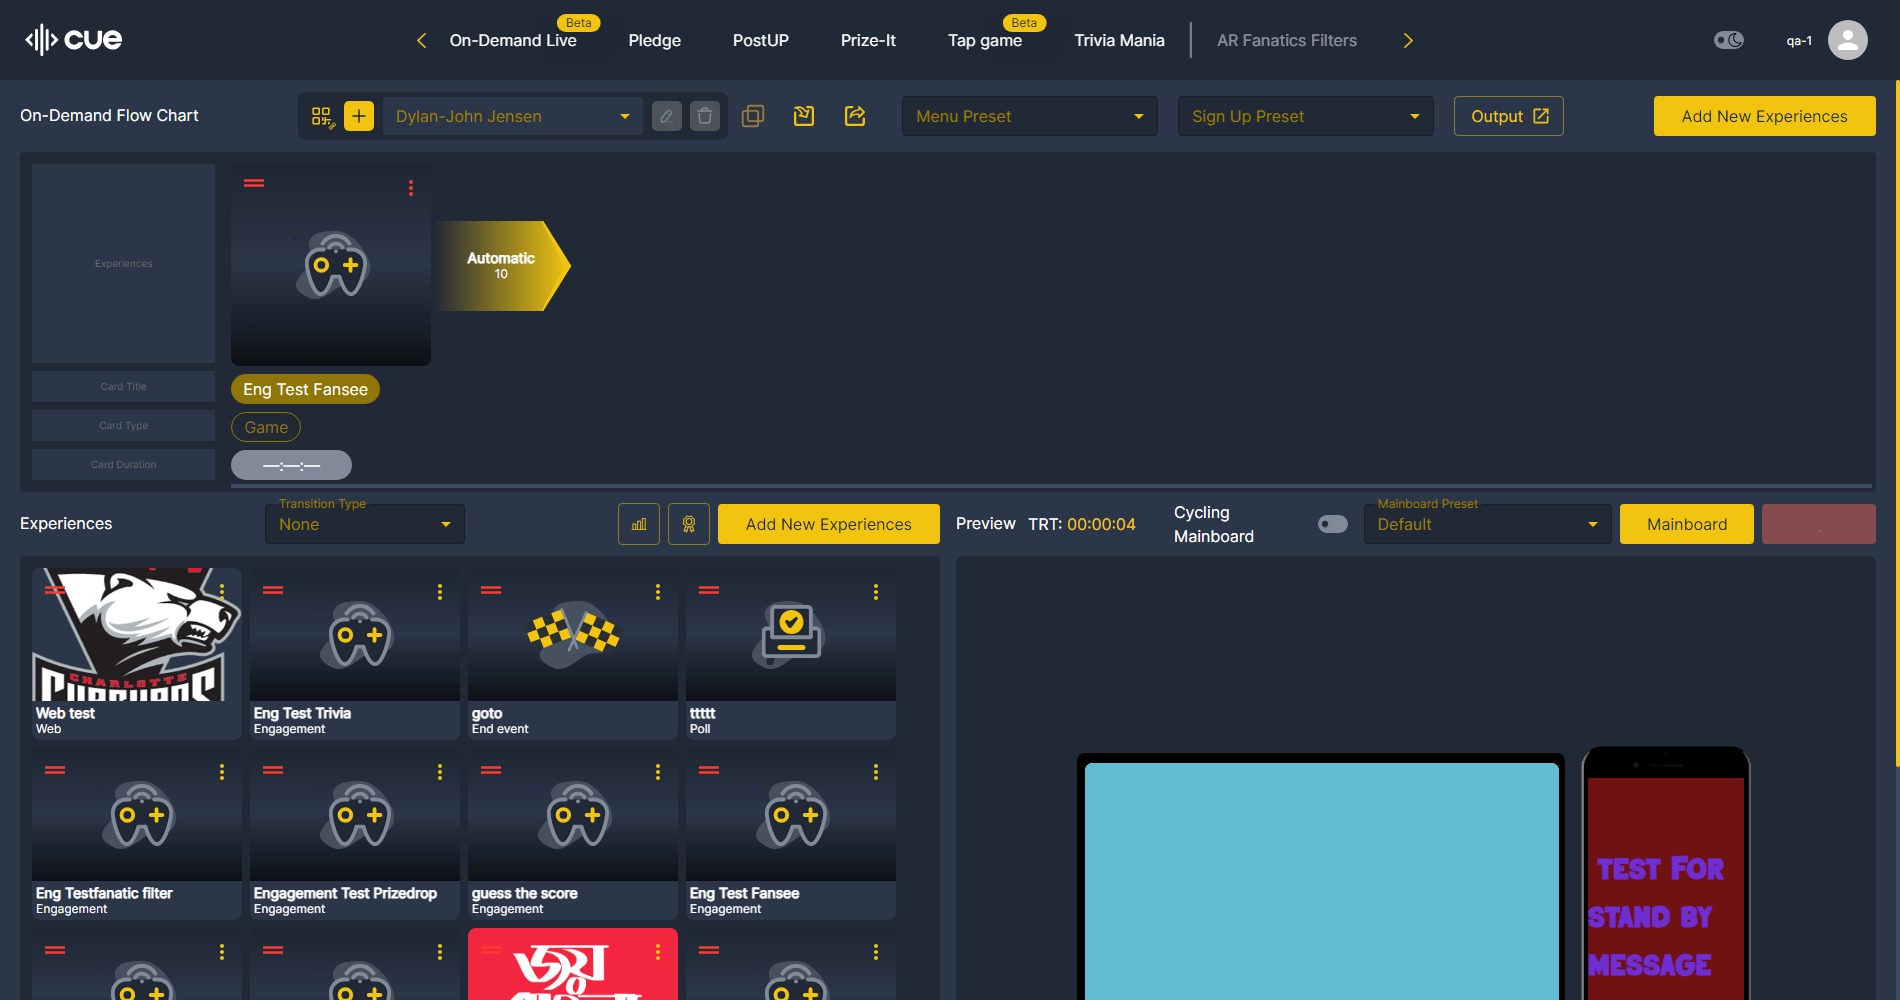 cue
On-Demand Live
Beta
Pledge
PostUP
Prize-It
Tap game
Beta
Trivia Mania
AR Fanatics Filters
qa-1
On-Demand Flow Chart
Dylan-John Jensen
Menu Preset
Sign Up Preset
Output
Add New Experiences
Experiences
Automatic
10
Card Title
Eng Test Fansee
Card Type
Game
Card Duration
—:—:—
Experiences
Transition Type
None
Add New Experiences
Preview
TRT: 00:00:04
Cycling
Mainboard
Mainboard Preset
Default
Mainboard
CHARLOTTE
Web test
Web
Eng Test Trivia
Engagement
goto
End event
ttttt
Poll
Eng Testfanatic filter
Engagement
Engagement Test Prizedrop
Engagement
guess the score
Engagement
Eng Test Fansee
Engagement
জয়
TEST FOR
STAND BY
MESSAGE